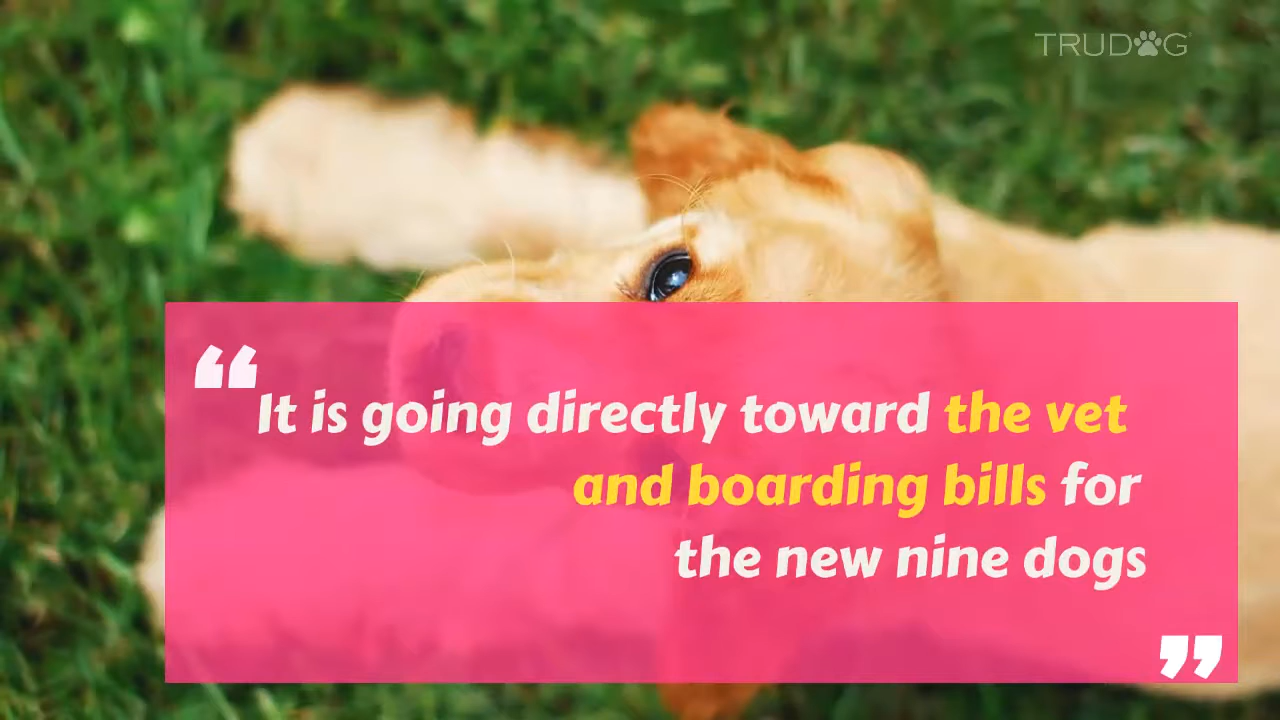 TRUDOG
“It is going directly toward the vet
and boarding bills for
the new nine dogs
”